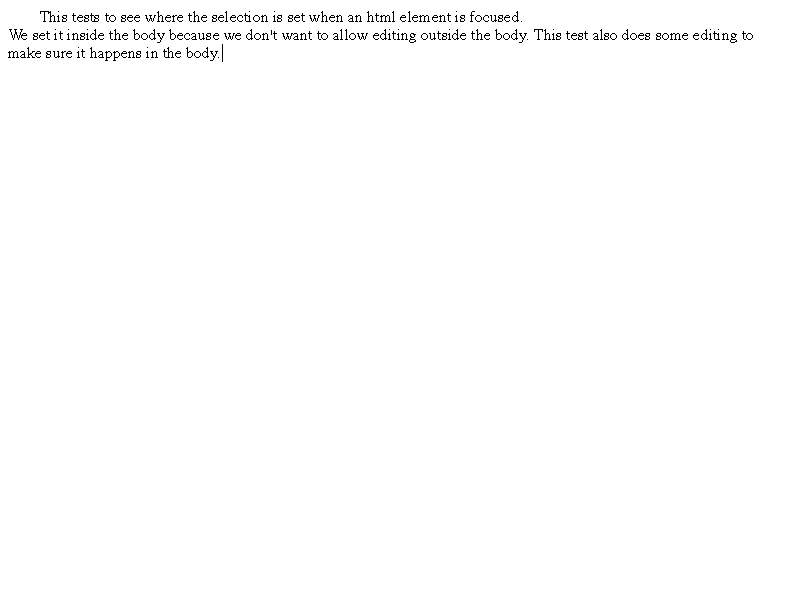 This tests to see where the selection is set when an html element is focused.
We set it inside the body because we don't want to allow editing outside the body. This test also does some editing to
make sure it happens in the body.